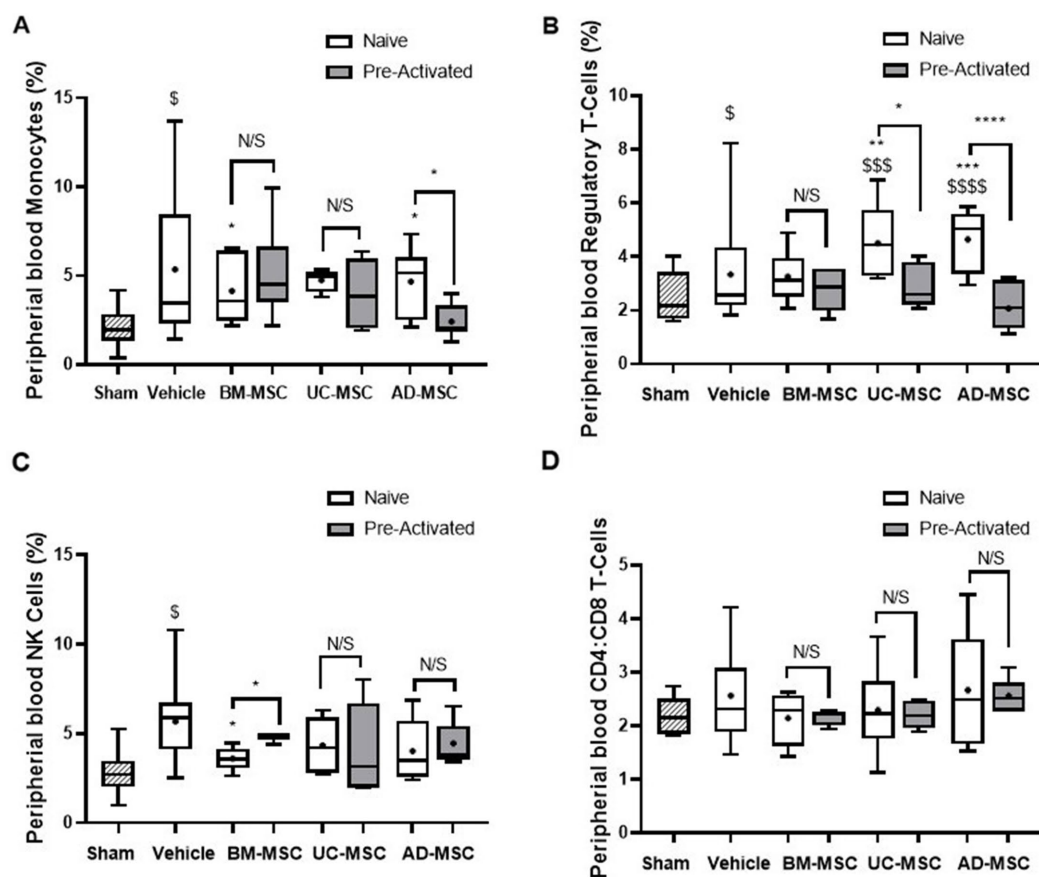 A
Naive
Pre-Activated
Peripherial blood Monocytes (%)
15
10
5
0
$
N/S
*
N/S
*
*
Sham Vehicle BM-MSC UC-MSC AD-MSC
B
Naive
Pre-Activated
Peripherial blood Regulatory T-Cells (%)
10
8
6
4
2
0
$
N/S
*
**
$$$
****
***
$$$$
Sham Vehicle BM-MSC UC-MSC AD-MSC
C
Naive
Pre-Activated
Peripherial blood NK Cells (%)
15
10
5
0
$
*
*
N/S
N/S
Sham Vehicle BM-MSC UC-MSC AD-MSC
D
Naive
Pre-Activated
Peripherial blood CD4:CD8 T-Cells
5
4
3
2
1
0
N/S
N/S
N/S
Sham Vehicle BM-MSC UC-MSC AD-MSC